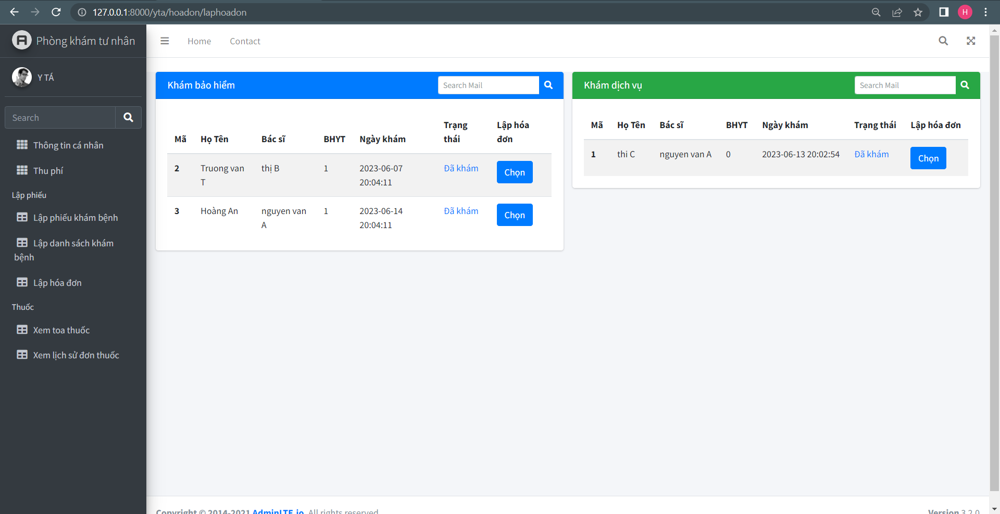 127.0.0.1:8000/yta/hoadon/laphoadon
H
Phòng khám tư nhân
Home
Contact
Y TÁ
Search
Thông tin cá nhân
Thu phí
Lập phiếu
Lập phiếu khám bệnh
Lập danh sách khám
bệnh
Lập hóa đơn
Thuốc
Xem toa thuốc
Xem lịch sử đơn thuốc
Khám bảo hiểm
Search Mail
Mã Họ Tên Bác sĩ BHYT Ngày khám Trạng thái Lập hóa đơn
2 Truong van T thị B 1 2023-06-07 20:04:11 Đã khám Chọn
3 Hoàng An nguyen van A 1 2023-06-14 20:04:11 Đã khám Chọn
Khám dịch vụ
Search Mail
Mã Họ Tên Bác sĩ BHYT Ngày khám Trạng thái Lập hóa đơn
1 thi C nguyen van A 0 2023-06-13 20:02:54 Đã khám Chọn
Copyright © 2014-2021 AdminLTE.io. All rights reserved.
Version 3.2.0